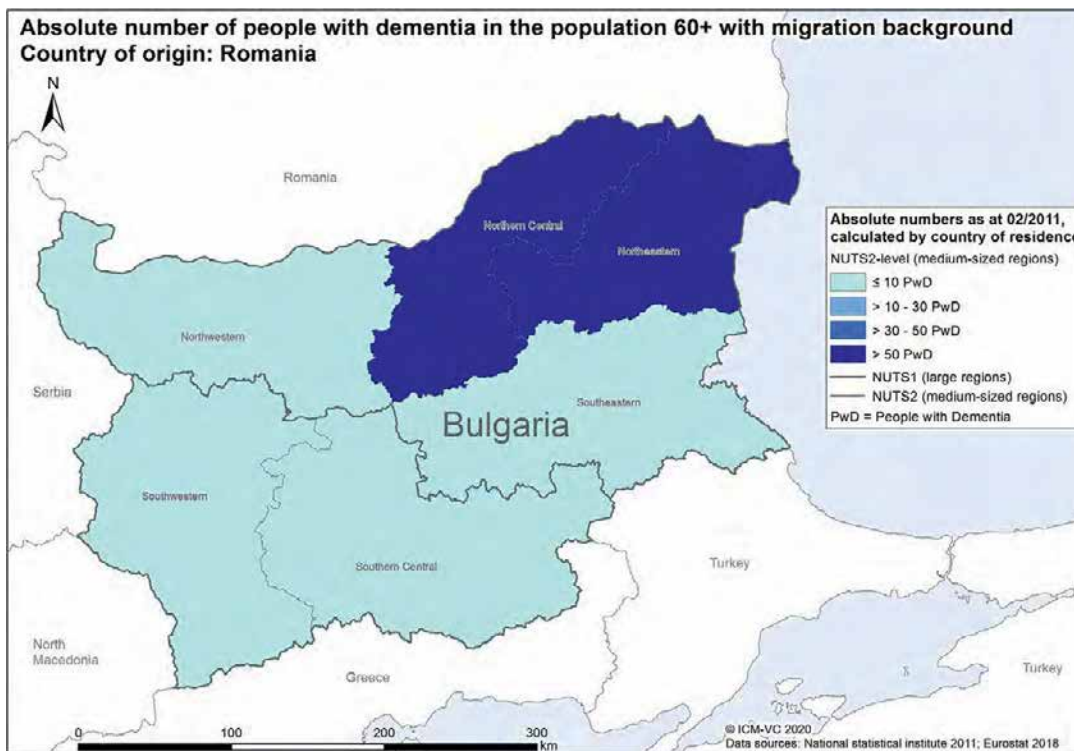 Absolute number of people with dementia in the population 60+ with migration background
Country of origin: Romania
N
Romania
Northern Central
Northeastern
Northwestern
Serbia
Southeastern
Bulgaria
Southwestern
Southern Central
Turkey
North
Macedonia
Greece
Turkey
Absolute numbers as at 02/2011,
calculated by country of residence
NUTS2-level (medium-sized regions)
≤ 10 PwD
> 10 - 30 PwD
> 30 - 50 PwD
> 50 PwD
NUTS1 (large regions)
NUTS2 (medium-sized regions)
PwD = People with Dementia
0 100 200 300
km
© ICM-VC 2020
Data sources: National statistical institute 2011; Eurostat 2018